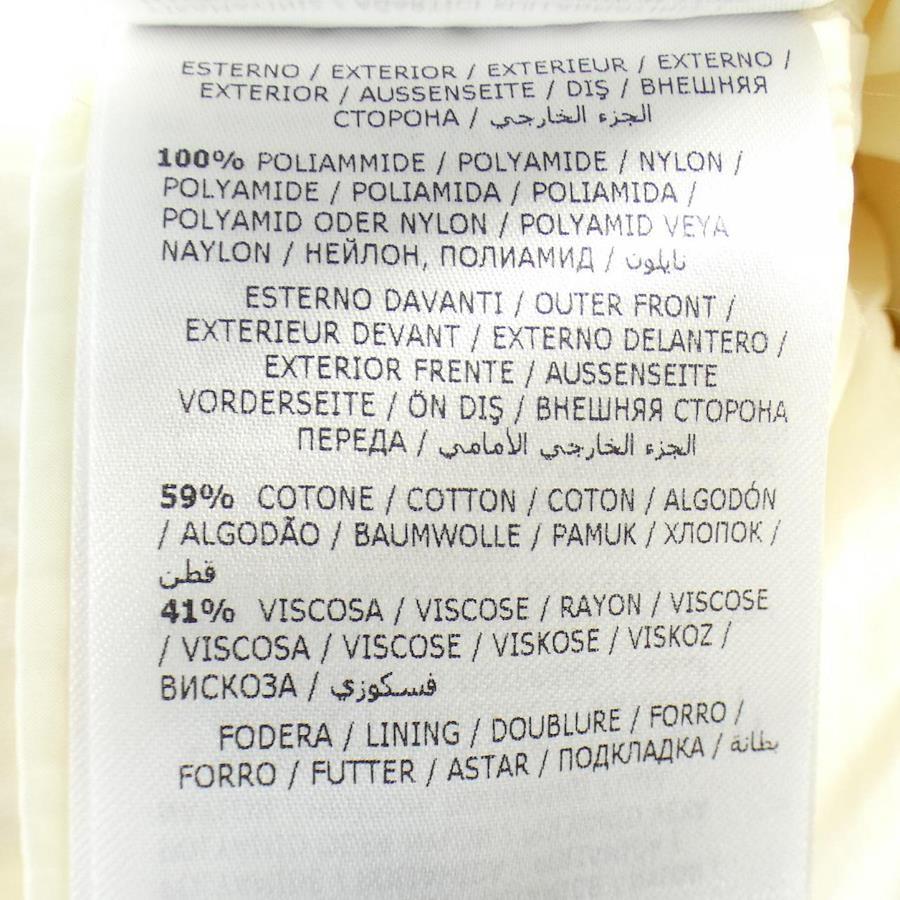 ESTERNO / EXTERIOR / EXTERIEUR / EXTERNO /
EXTERIOR / AUSSENSEITE / DIŞ / ВНЕШНЯЯ
СТОРОНА / الجزء الخارجي
100% POLIAMMIDE / POLYAMIDE / NYLON /
POLYAMIDE / POLIAMIDA / POLIAMIDA /
POLYAMID ODER NYLON / POLYAMID VEYA
NAYLON / НЕЙЛОН, ПОЛИАМИД / نايلون
ESTERNO DAVANTI / OUTER FRONT /
EXTERIEUR DEVANT / EXTERNO DELANTERO /
EXTERIOR FRENTE / AUSSENSEITE
VORDERSEITE / ÖN DIŞ / ВНЕШНЯЯ СТОРОНА
ПЕРЕДА / الجزء الخارجي الأمامي
59% COTONE / COTTON / COTON / ALGODÓN
/ ALGODÃO / BAUMWOLLE / PAMUK / ХЛОПОК /
قطن
41% VISCOSA / VISCOSE / RAYON / VISCOSE
/ VISCOSA / VISCOSE / VISKOSE / VISKOZ /
ВИСКОЗА / فسكوزي
FODERA / LINING / DOUBLURE / FORRO /
FORRO / FUTTER / ASTAR / ПОДКЛАДКА / بطانة